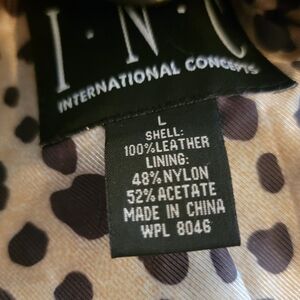 I·N·C
INTERNATIONAL CONCEPTS
L
SHELL:
100%LEATHER
LINING:
48%NYLON
52%ACETATE
MADE IN CHINA
WPL 8046